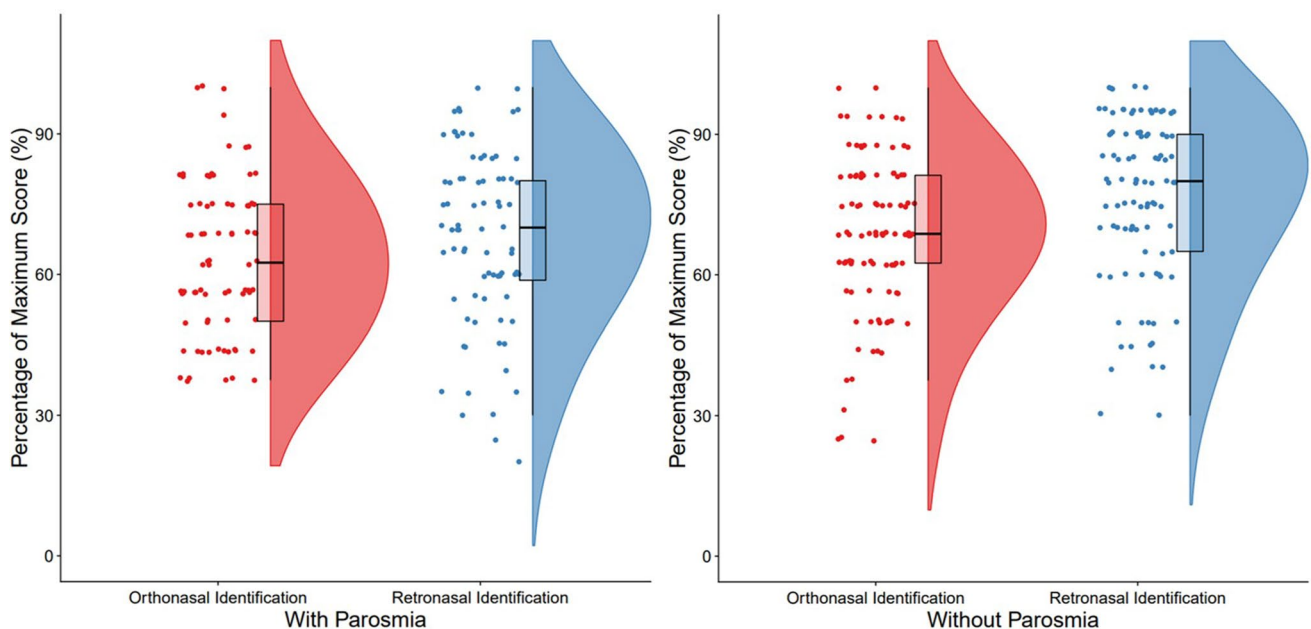 Percentage of Maximum Score (%)
90
60
30
0
Orthonasal Identification
Retronasal Identification
With Parosmia
Percentage of Maximum Score (%)
90
60
30
0
Orthonasal Identification
Retronasal Identification
Without Parosmia